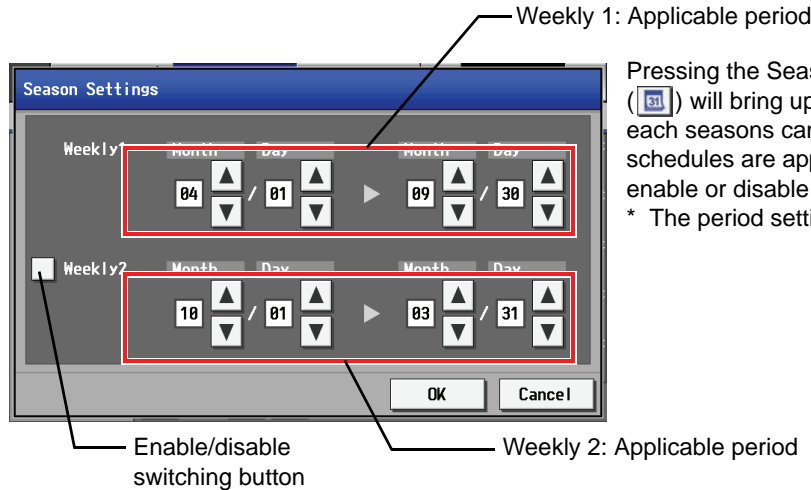 Weekly 1: Applicable period
Pressing the Seas
( 31 ) will bring up
each seasons can
schedules are app
enable or disable
* The period setti
Season Settings
Weekly1 Month Day Month Day
04 / 01 09 / 30
Weekly2 Month Day Month Day
10 / 01 03 / 31
OK Cancel
Enable/disable
switching button
Weekly 2: Applicable period